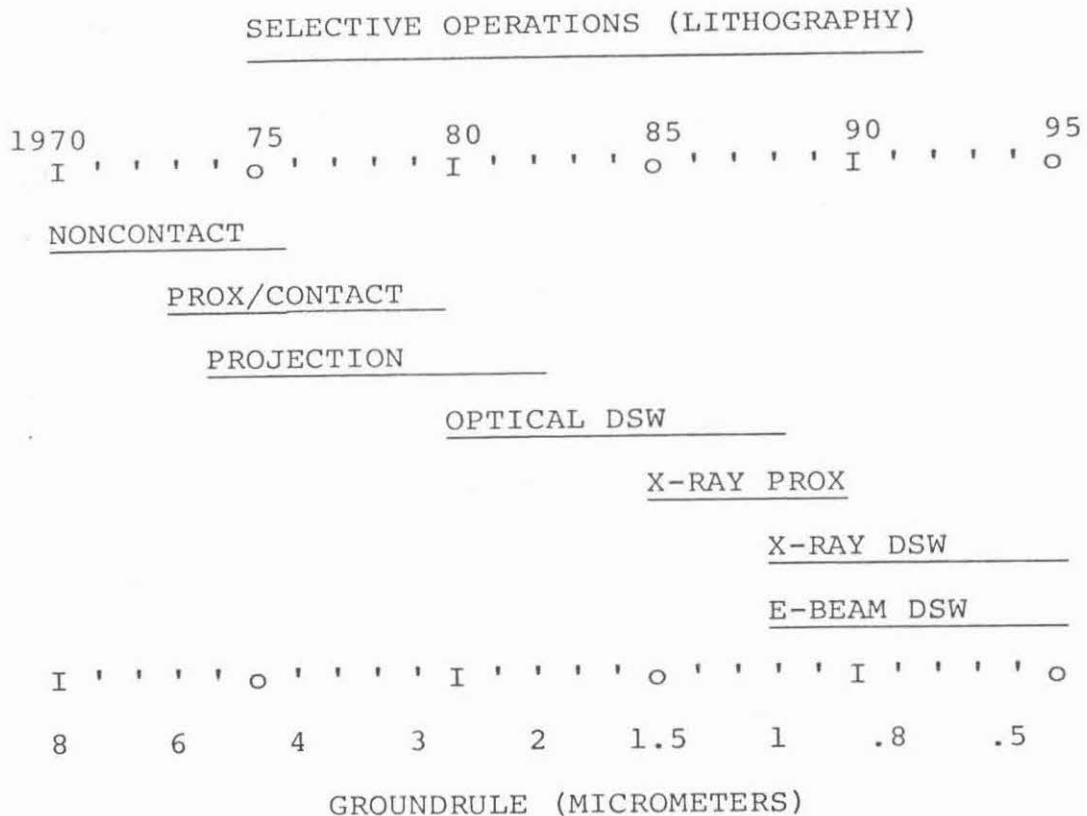 SELECTIVE OPERATIONS (LITHOGRAPHY)
1970 75 80 85 90 95
I ' ' ' ' o ' ' ' ' I ' ' ' ' o ' ' ' ' I ' ' ' ' o
NONCONTACT
PROX/CONTACT
PROJECTION
OPTICAL DSW
X-RAY PROX
X-RAY DSW
E-BEAM DSW
I ' ' ' ' o ' ' ' ' I ' ' ' ' o ' ' ' ' I ' ' ' ' o
8 6 4 3 2 1.5 1 .8 .5
GROUNDRULE (MICROMETERS)